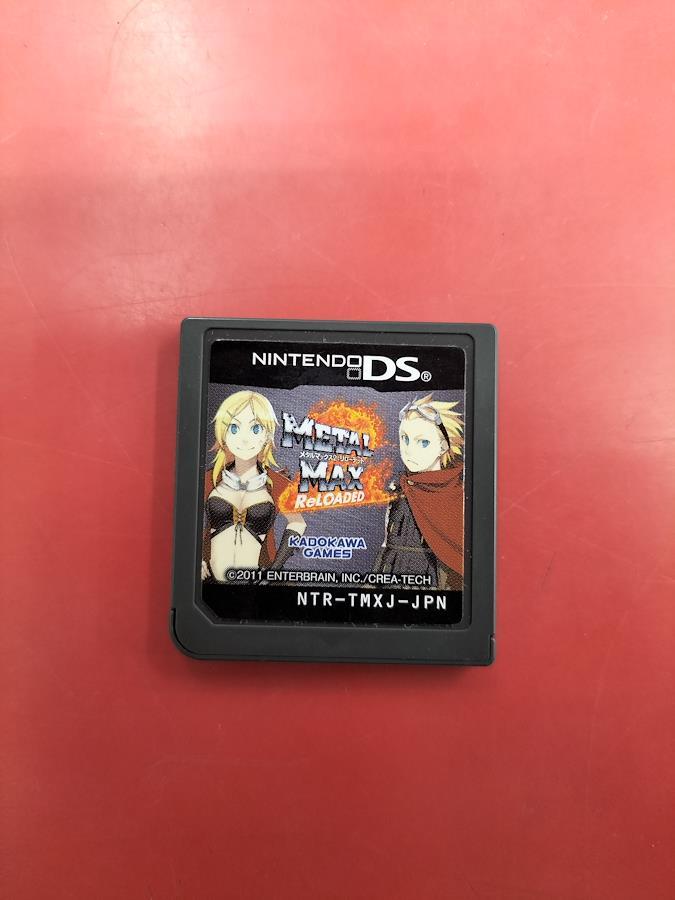 NINTENDO DS®
METAL
メタルマックス2:リローデッド
MAX
ReLOADED
KADOKAWA
GAMES
©2011 ENTERBRAIN, INC./CREA-TECH
NTR-TMXJ-JPN